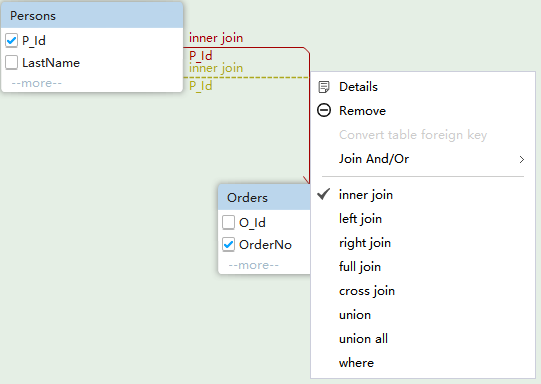 Persons
P_Id
LastName
--more--
inner join
P_Id
inner join
P_Id
Orders
O_Id
OrderNo
--more--
Details
Remove
Convert table foreign key
Join And/Or
inner join
left join
right join
full join
cross join
union
union all
where